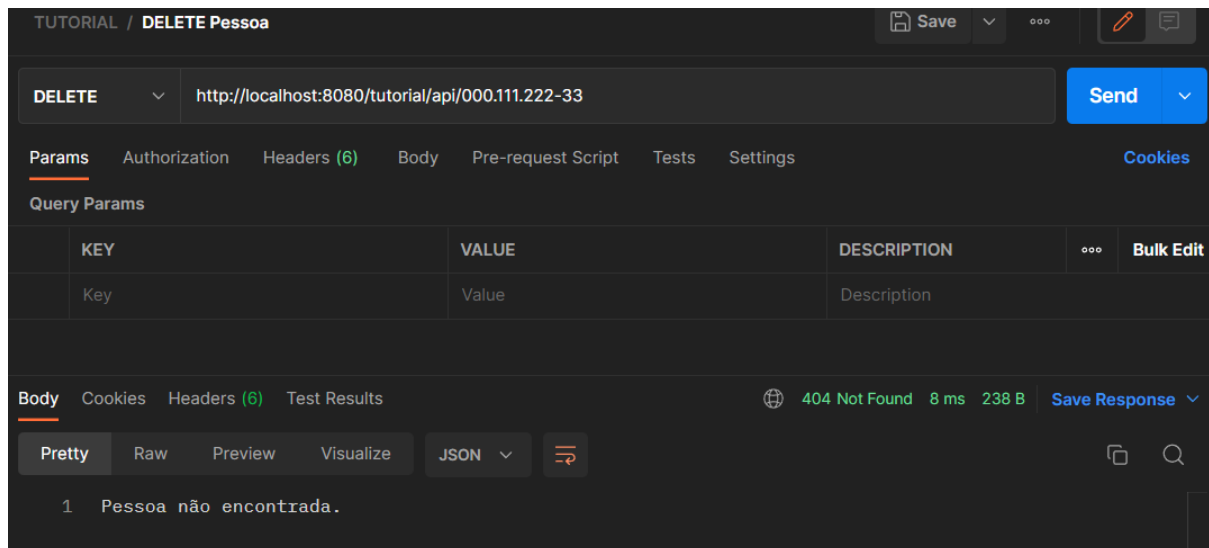 TUTORIAL / DELETE Pessoa
Save
DELETE http://localhost:8080/tutorial/api/000.111.222-33 Send
Params Authorization Headers (6) Body Pre-request Script Tests Settings Cookies
Query Params
KEY VALUE DESCRIPTION Bulk Edit
Key Value Description
Body Cookies Headers (6) Test Results 404 Not Found 8 ms 238 B Save Response
Pretty Raw Preview Visualize JSON
1 Pessoa não encontrada.